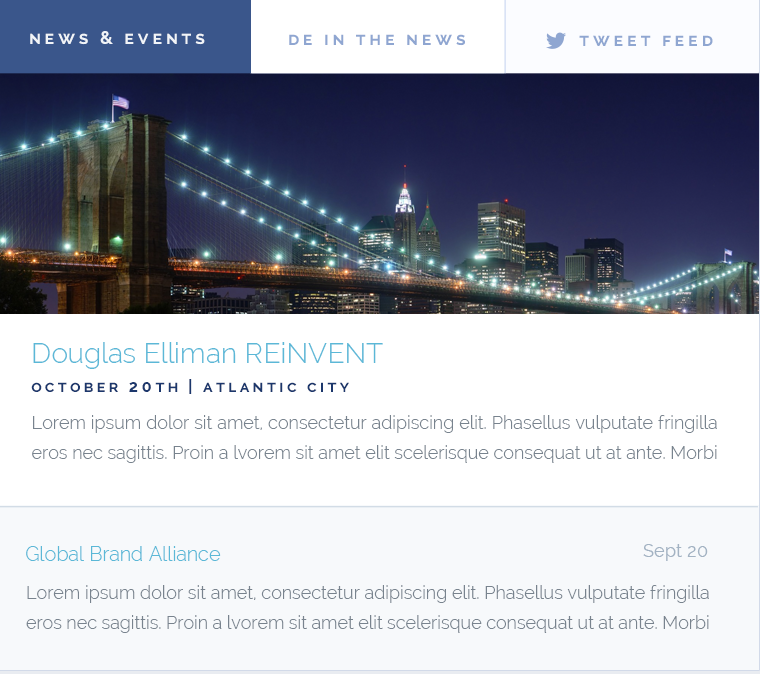 NEWS & EVENTS
DE IN THE NEWS
TWEET FEED
Douglas Elliman REiNVENT
OCTOBER 20TH | ATLANTIC CITY
Lorem ipsum dolor sit amet, consectetur adipiscing elit. Phasellus vulputate fringilla
eros nec sagittis. Proin a lvorem sit amet elit scelerisque consequat ut at ante. Morbi
Global Brand Alliance
Sept 20
Lorem ipsum dolor sit amet, consectetur adipiscing elit. Phasellus vulputate fringilla
eros nec sagittis. Proin a lvorem sit amet elit scelerisque consequat ut at ante. Morbi